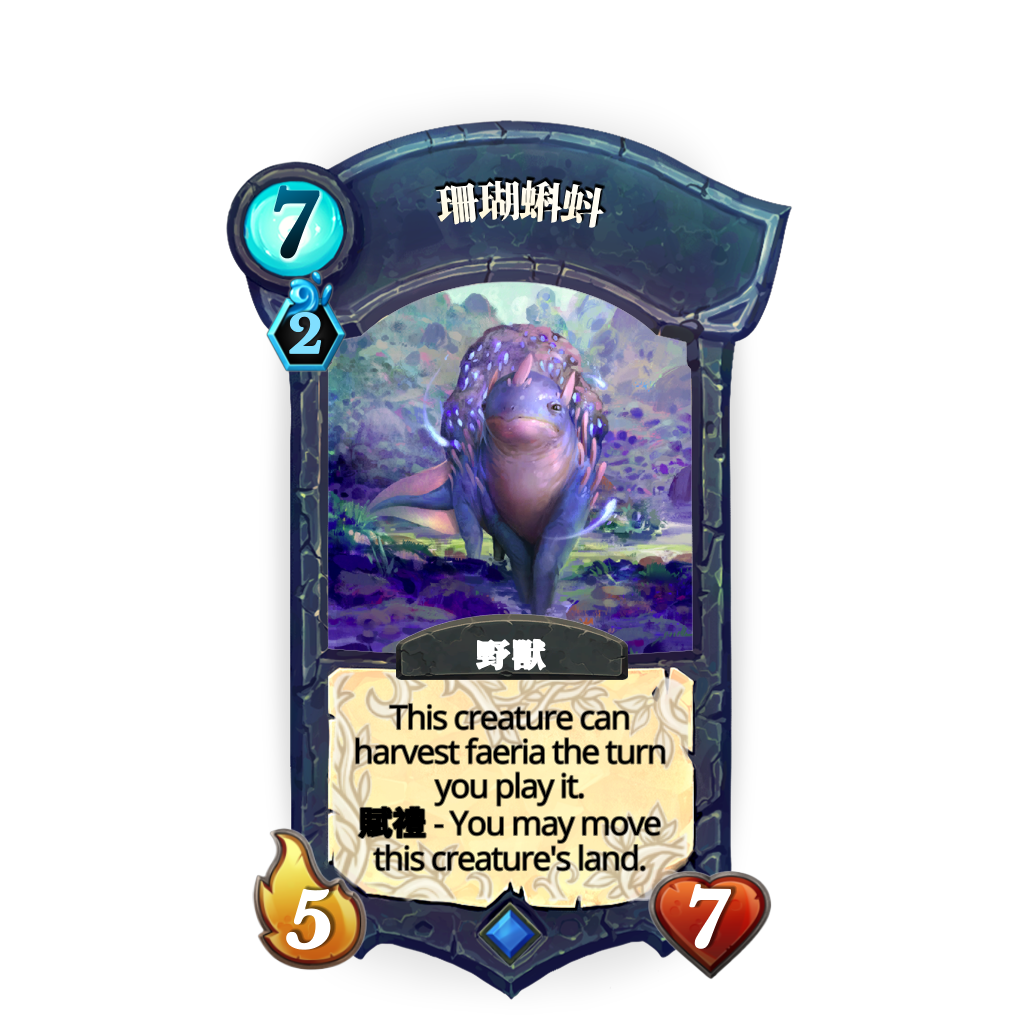 7
珊瑚蝌蚪
2
野獸
This creature can
harvest faeria the turn
you play it.
賦禮 - You may move
this creature's land.
5
7